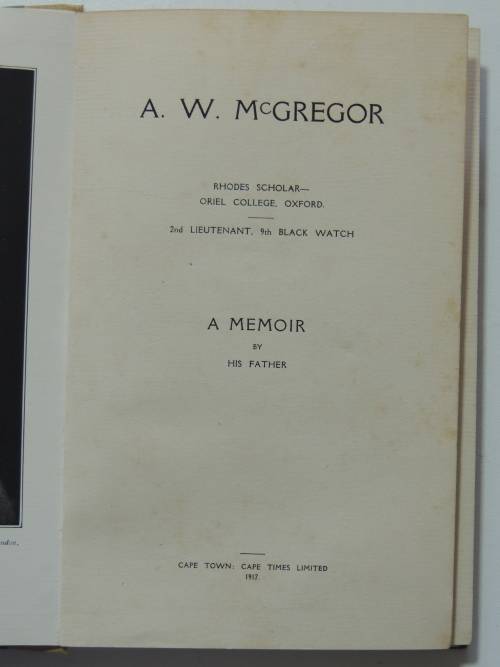 A. W. McGREGOR
RHODES SCHOLAR—
ORIEL COLLEGE, OXFORD.
2nd LIEUTENANT, 9th BLACK WATCH
A MEMOIR
BY
HIS FATHER
CAPE TOWN: CAPE TIMES LIMITED
1917.